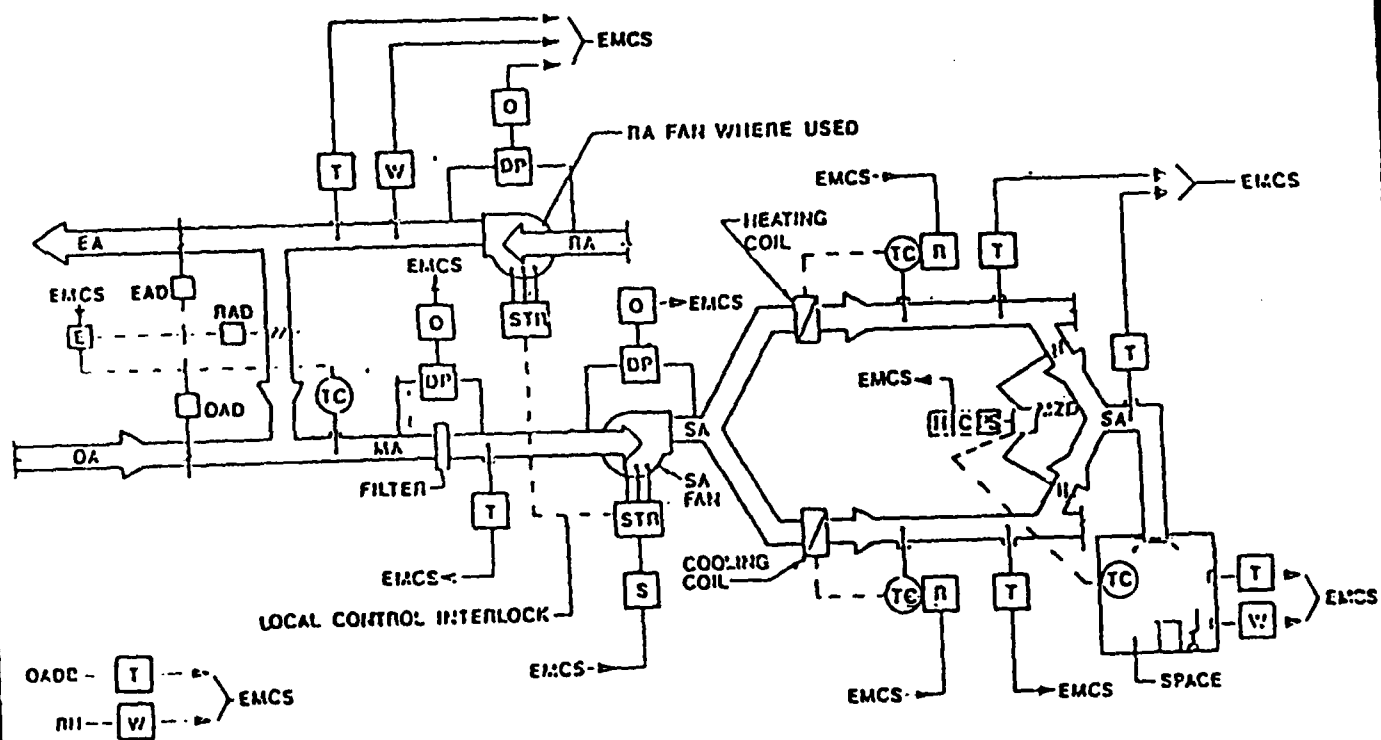 EMCS
O
RA FAN WHERE USED
T
W
DP
EMCS
EMCS
HEATING
COIL
TC
R
T
EA
RA
EMCS
EMCS
EAD
RAD
O
O
EMCS
STR
E
T
DP
DP
TC
OAD
EMCS
MZD
SA
SA
OA
MA
FILTER
SA
FAN
T
STR
COOLING
COIL
EMCS
S
TC
R
T
TC
T
W
EMCS
LOCAL CONTROL INTERLOCK
EMCS
EMCS
EMCS
SPACE
OADB
T
EMCS
RH
W